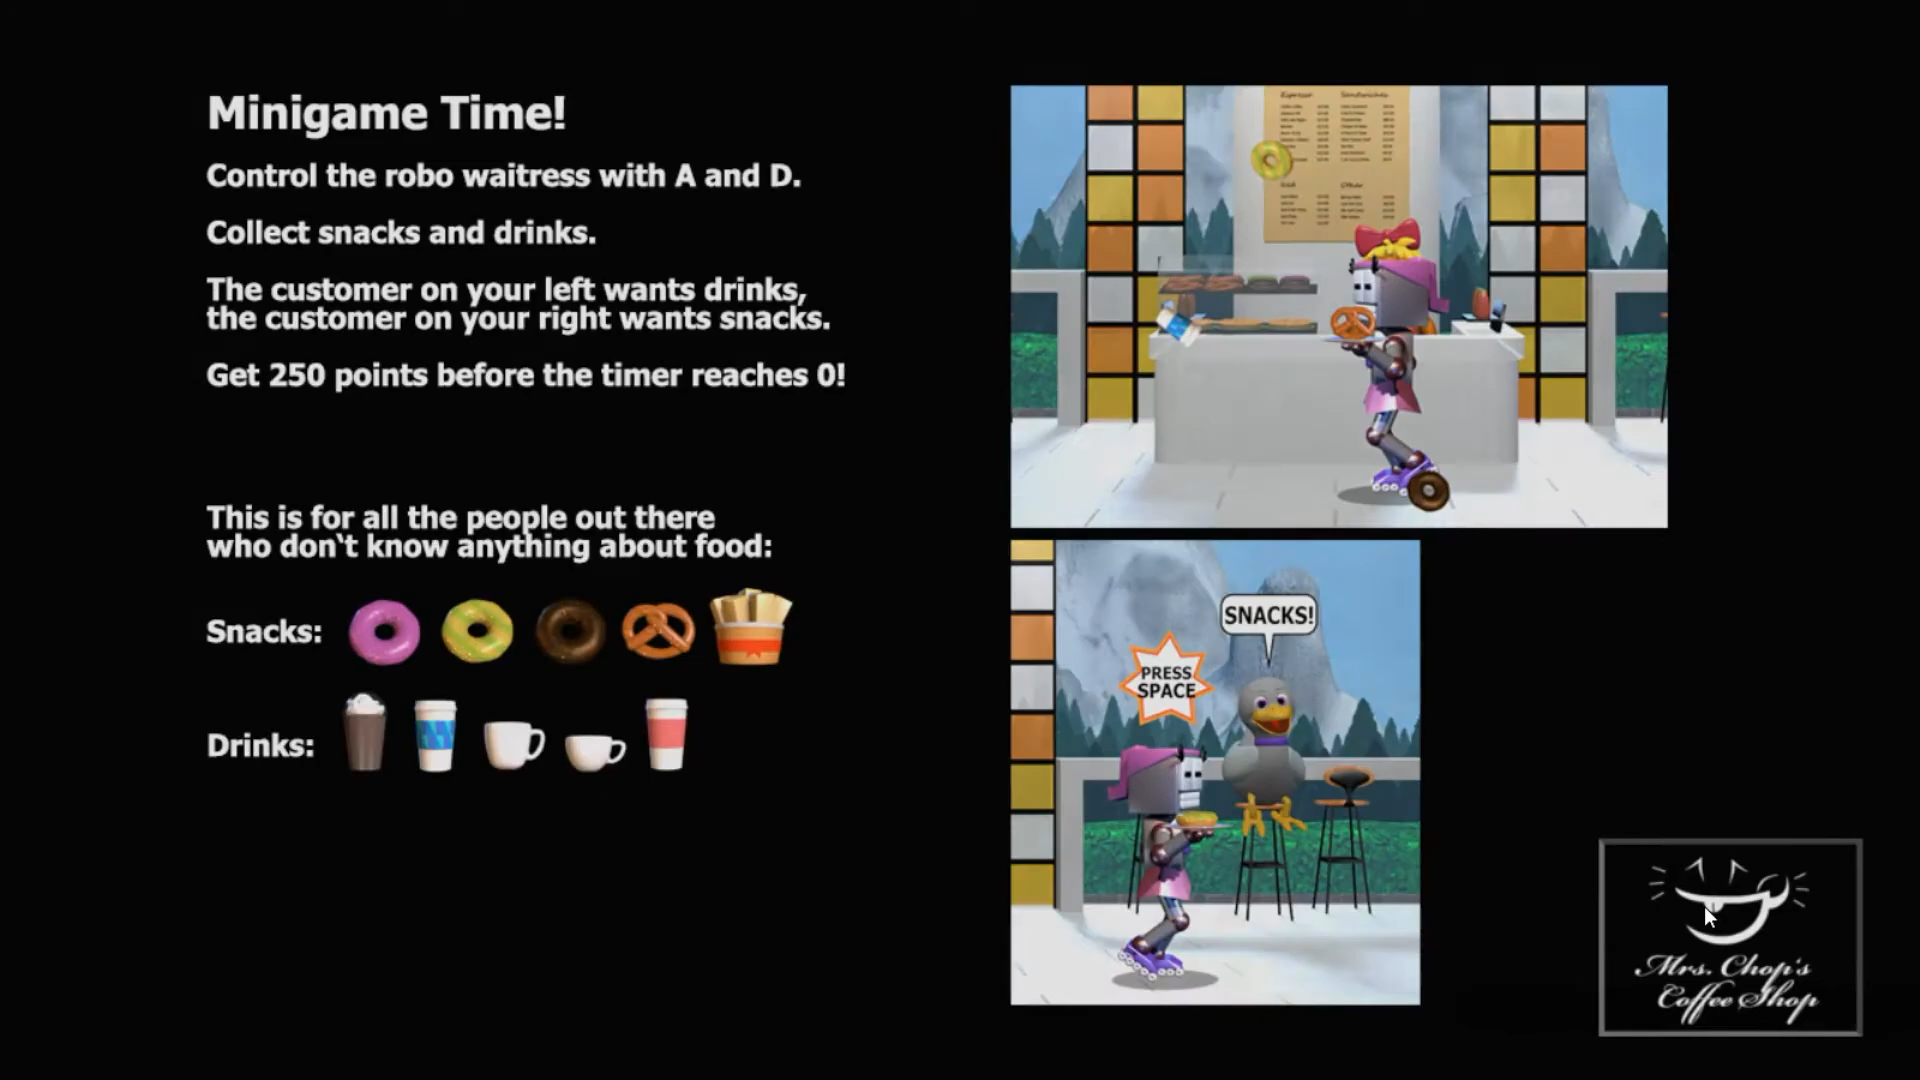 Minigame Time!
Control the robo waitress with A and D.
Collect snacks and drinks.
The customer on your left wants drinks,
the customer on your right wants snacks.
Get 250 points before the timer reaches 0!
This is for all the people out there
who don't know anything about food:
Snacks:
Drinks:
Espresso Sandwiches
Other
SNACKS!
PRESS
SPACE
Mrs. Chop's
Coffee Shop